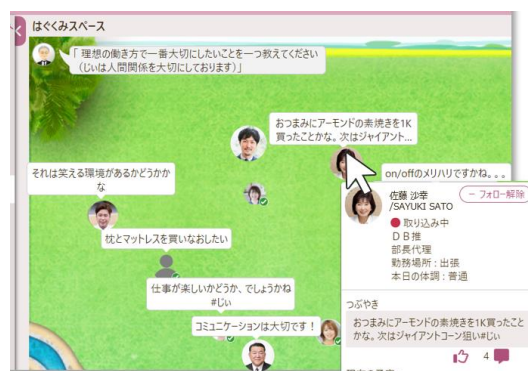 はぐくみスペース
「 理想の働き方で一番大切にしたいことを一つ教えてください
（じぃは人間関係を大切にしております）」
おつまみにアーモンドの素焼きを1K
買ったことかな。次はジャイアント...
それは笑える環境があるかどうかか
な
on/offのメリハリですかね。。。
佐藤 沙幸
/SAYUKI SATO
− フォロー解除
取り込み中
ＤＢ推
部長代理
勤務場所 : 出張
本日の体調 : 普通
枕とマットレスを買いなおしたい
仕事が楽しいかどうか、でしょうかね
#じぃ
コミュニケーションは大切です！
つぶやき
おつまみにアーモンドの素焼きを1K買ったこと
かな。次はジャイアントコーン狙い#じぃ
4